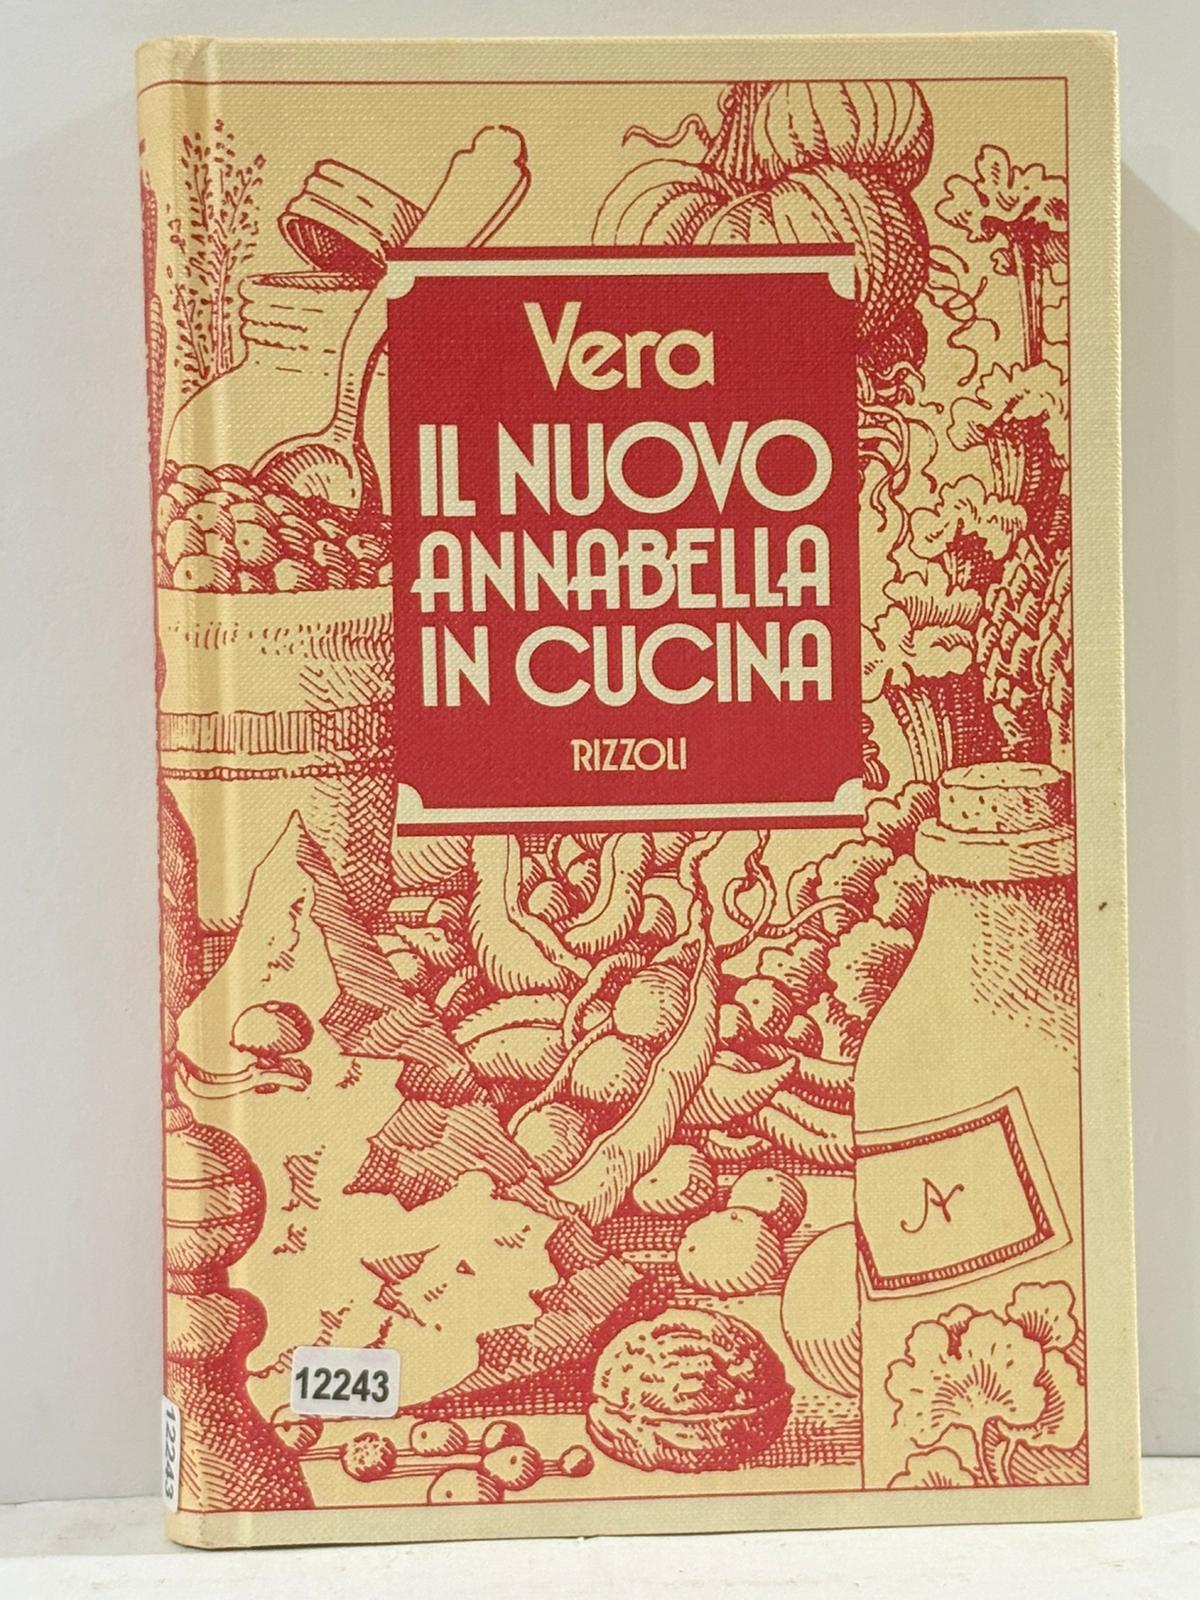 Vera
IL NUOVO
ANNABELLA
IN CUCINA
RIZZOLI
A
12243
12243